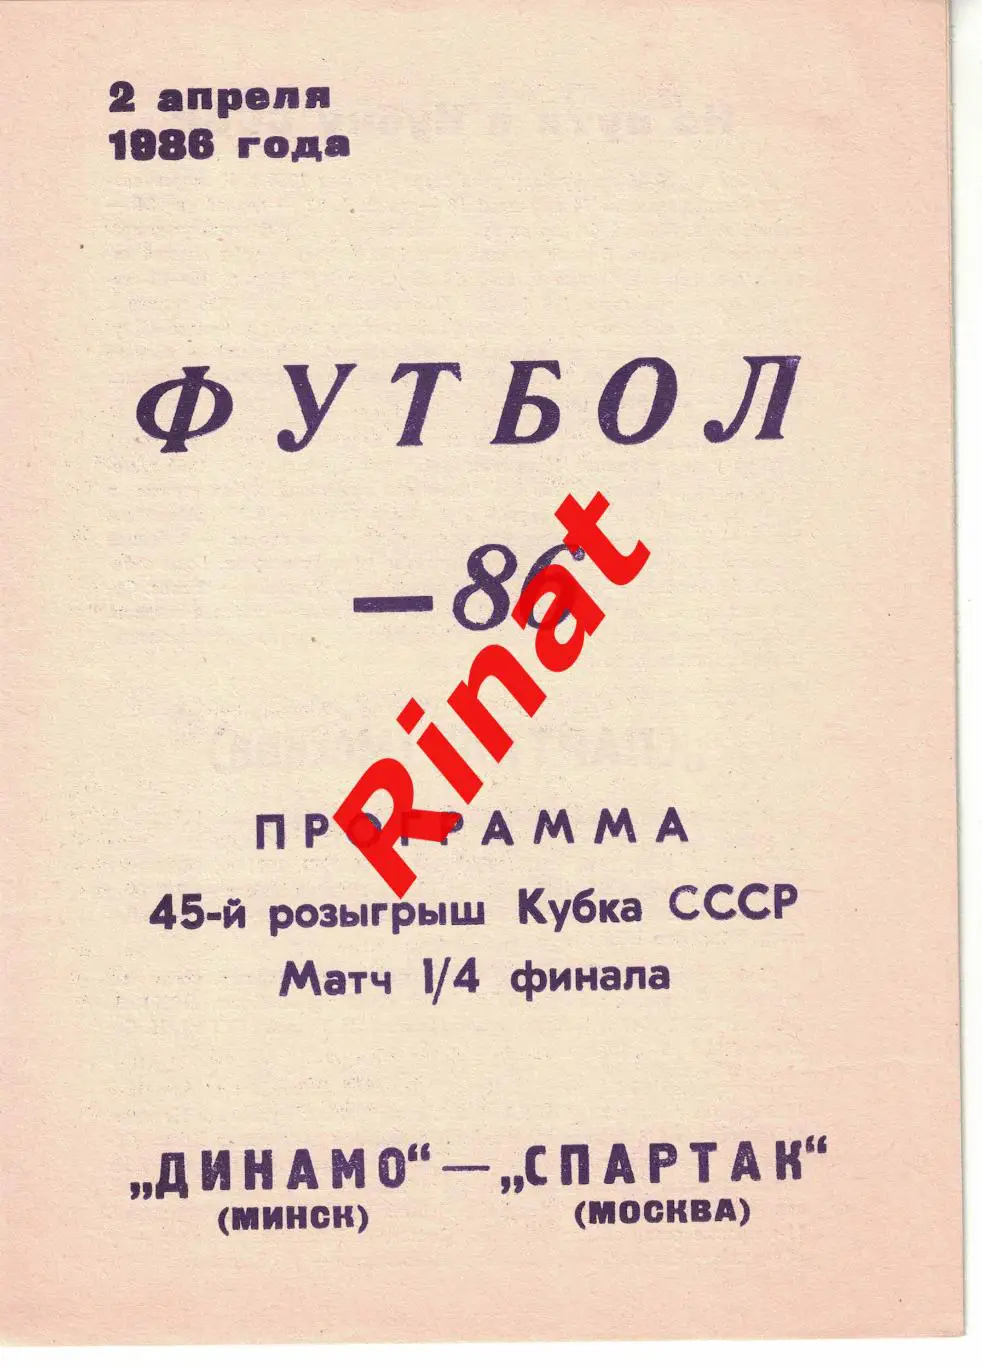 2 апреля
1986 года
ФУТБОЛ
—86
Rinat
ПРОГРАММА
45-й розыгрыш Кубка СССР
Матч 1/4 финала
„ДИНАМО“—„СПАРТАК“
(МИНСК) (МОСКВА)